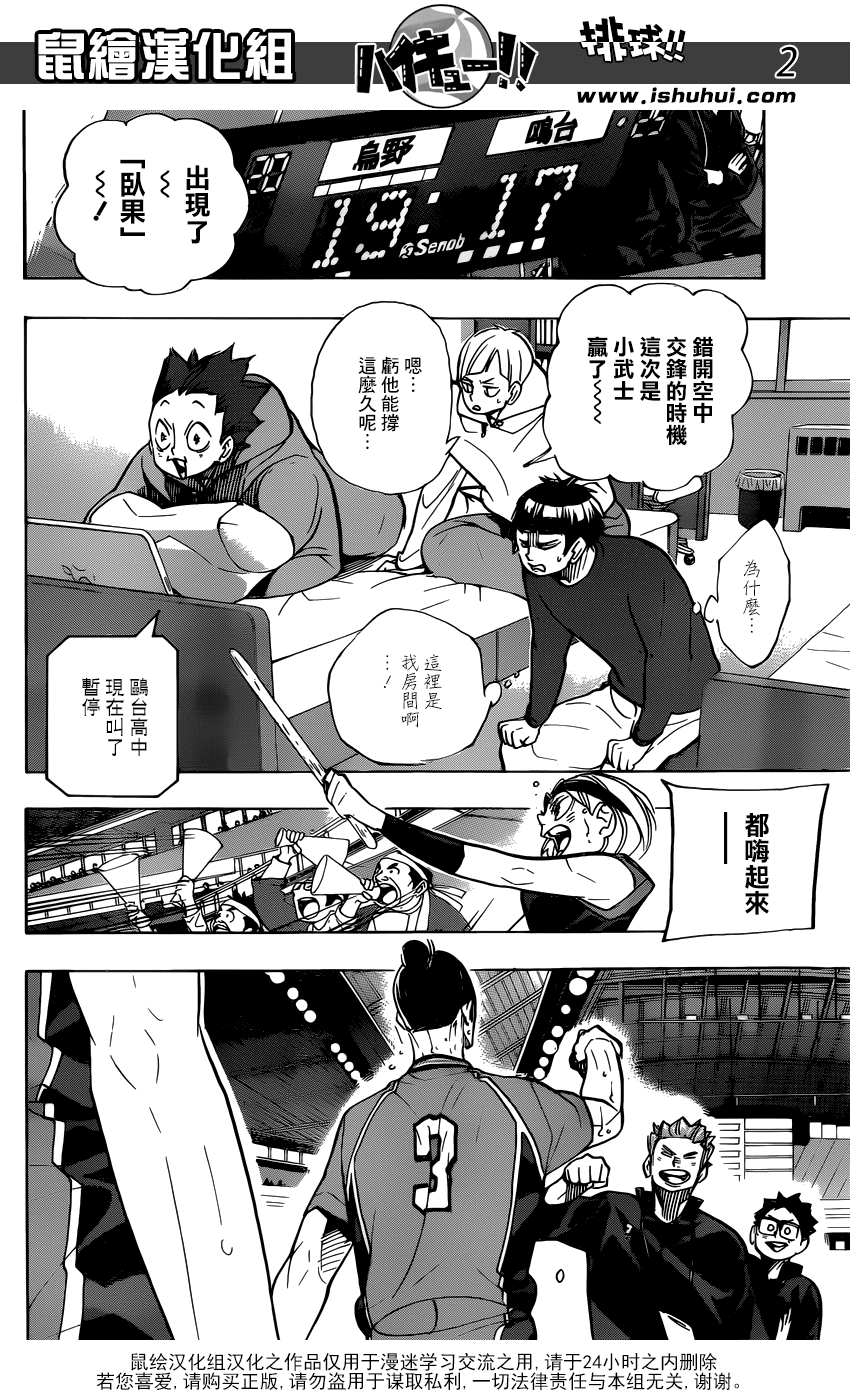 鼠繪漢化組
ハイキュー!!
排球!!
2
www.ishuhui.com
烏野
鴎台
19
17
Senoh
出現了
「臥果」
～！
錯開空中
交鋒的時機
這次是
小武士
贏了～～
嗯…
虧他能撐
這麼久呢…
為什麼…
這裡是
我房間啊
…！
鷗台高中
現在叫了
暫停
都嗨起來
——
3
鼠绘汉化组汉化之作品仅用于漫迷学习交流之用, 请于24小时之内删除
若您喜爱, 请购买正版, 请勿盗用于谋取私利, 一切法律责任与本组无关, 谢谢。